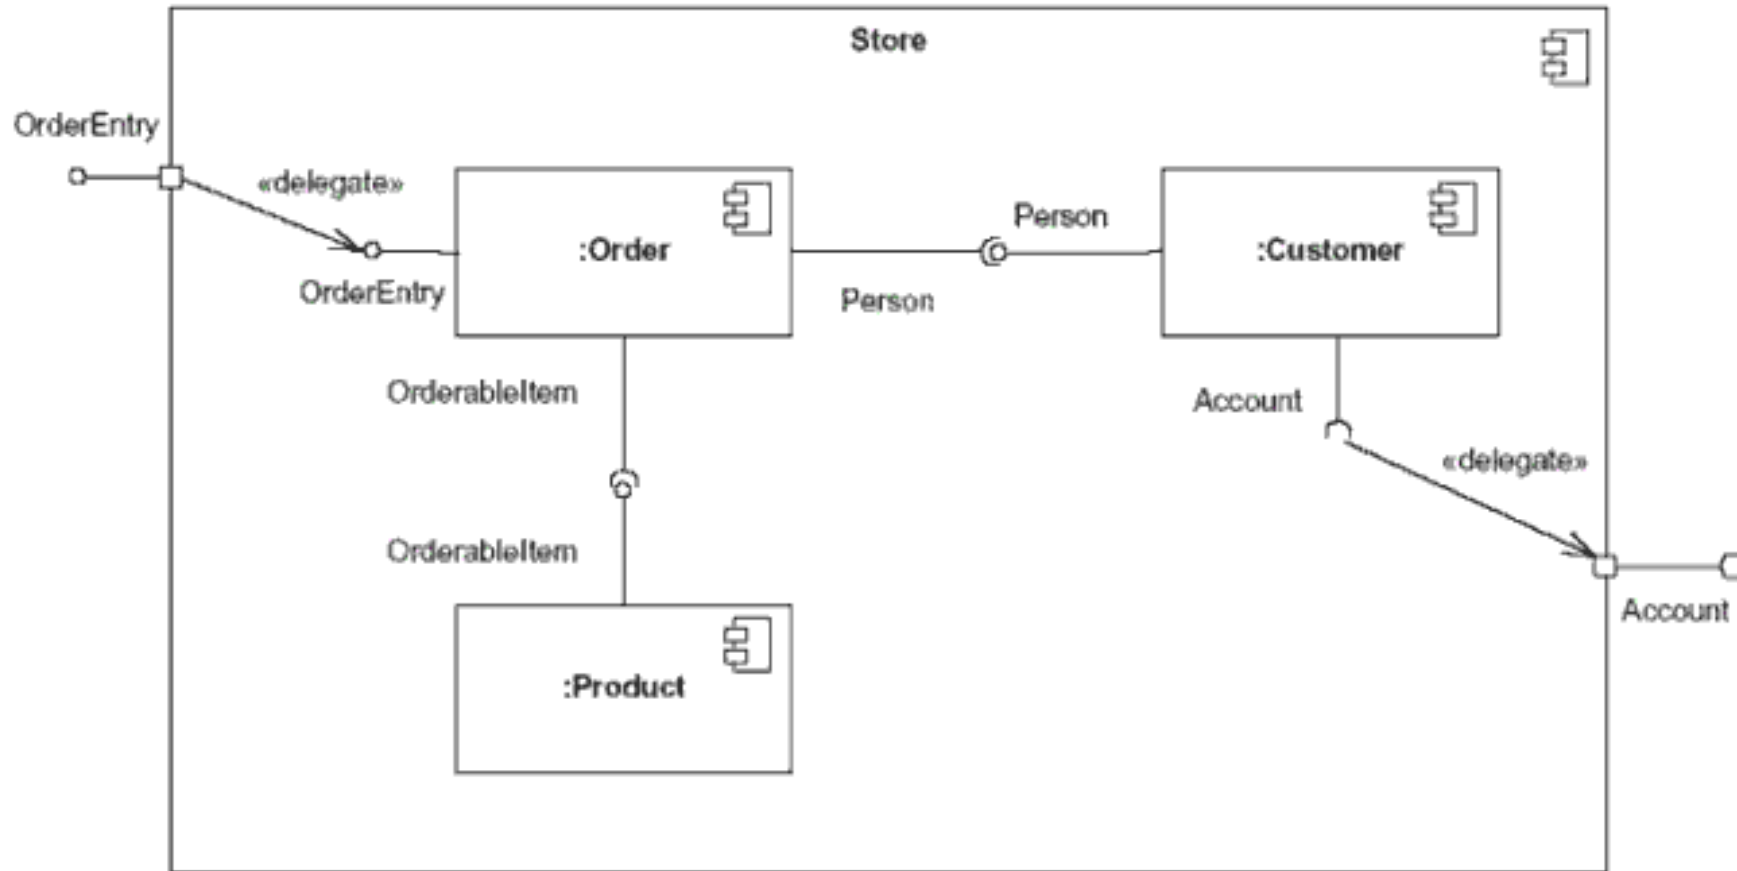 Store
OrderEntry
«delegate»
Person
:Order
:Customer
OrderEntry
Person
OrderableItem
Account
«delegate»
OrderableItem
Account
:Product